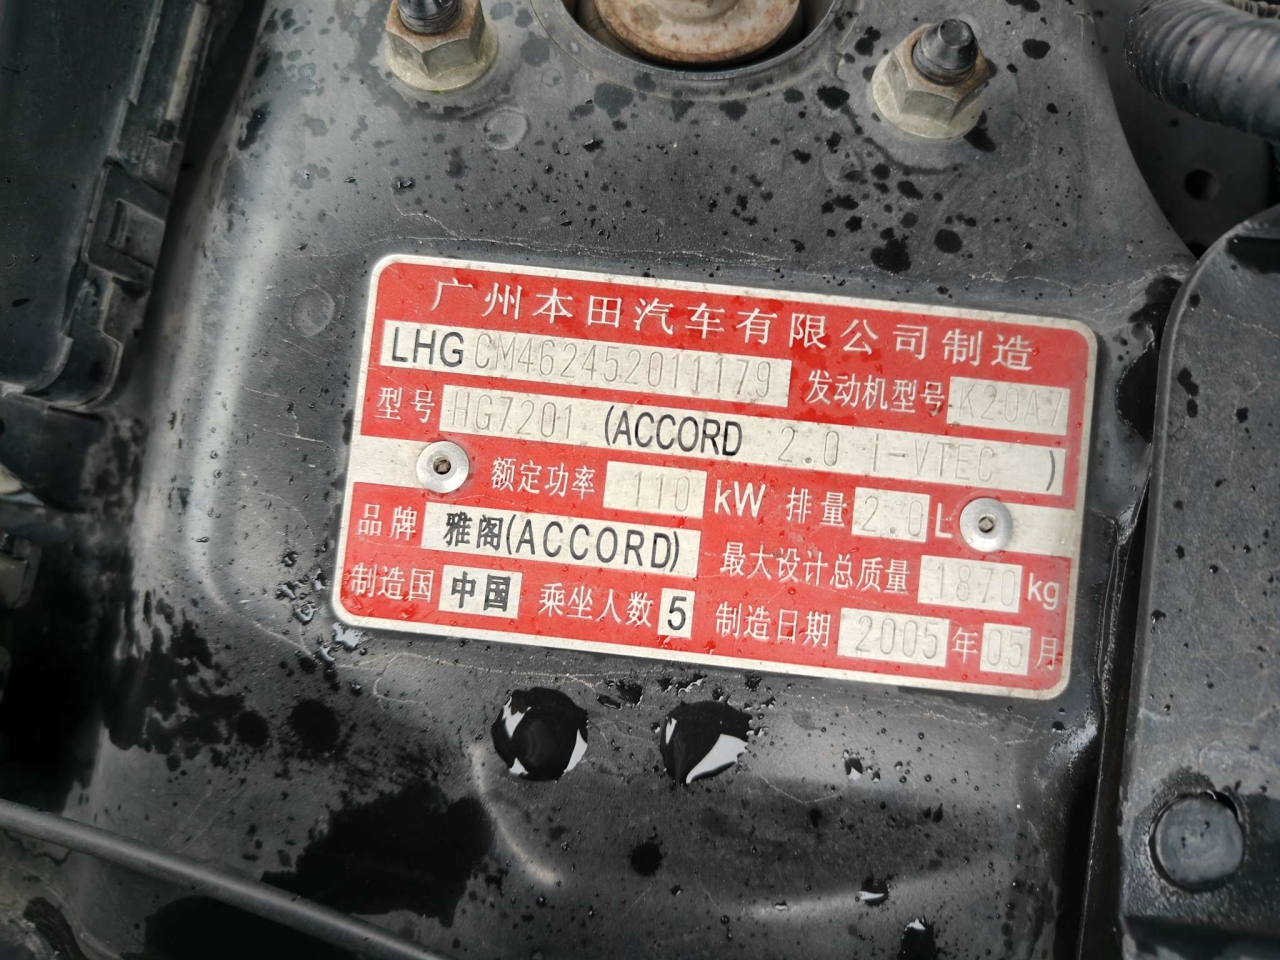 广州本田汽车有限公司制造
LHGCM462452011179 发动机型号 K20A7
型号 HG7201 (ACCORD 2.0 i-VTEC )
额定功率 110 kW 排量 2.0 L
品牌 雅阁(ACCORD) 最大设计总质量 1870 kg
制造国 中国 乘坐人数 5 制造日期 2005 年 05 月